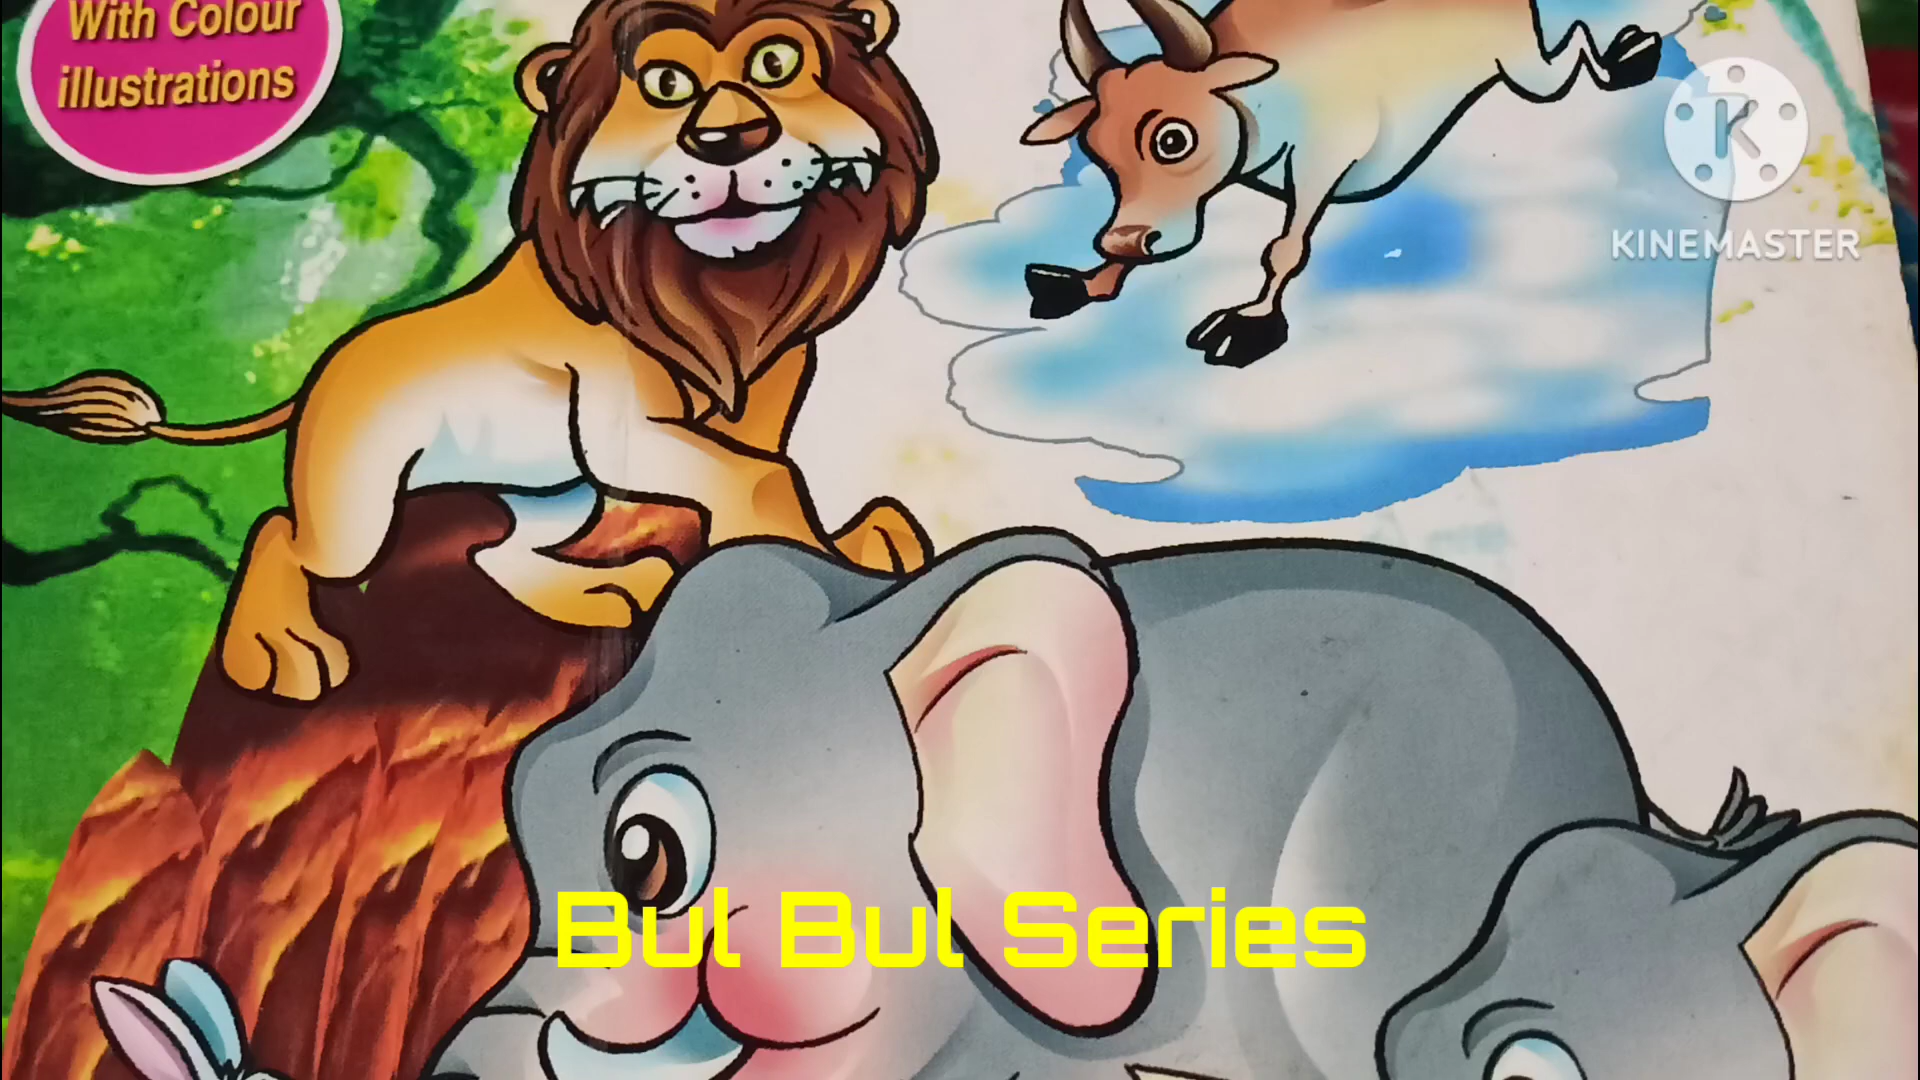 With Colour
illustrations
K
KINEMASTER
Bul Bul Series